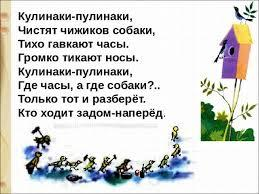 Кулинаки-пулинаки,
Чистят чижиков собаки,
Тихо гавкают часы.
Громко тикают носы.
Кулинаки-пулинаки,
Где часы, а где собаки?..
Только тот и разберёт.
Кто ходит задом-наперёд.